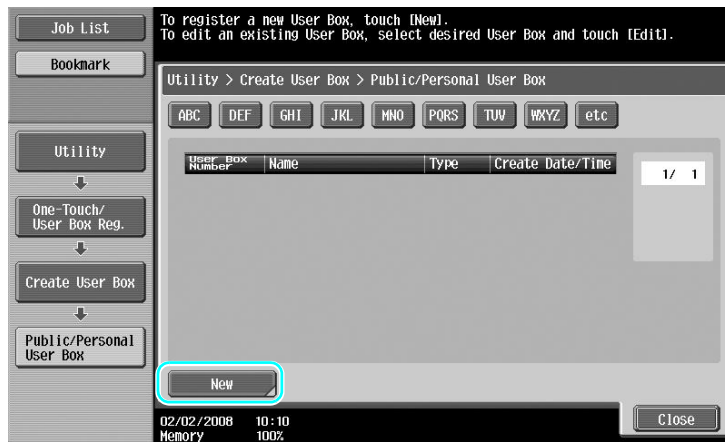 Job List
Bookmark
To register a new User Box, touch [New].
To edit an existing User Box, select desired User Box and touch [Edit].
Utility > Create User Box > Public/Personal User Box
ABC DEF GHI JKL MNO PQRS TUV WXYZ etc
User Box
Number Name Type Create Date/Time
1/ 1
Utility
One-Touch/
User Box Reg.
Create User Box
Public/Personal
User Box
New
02/02/2008 10:10
Memory 100%
Close